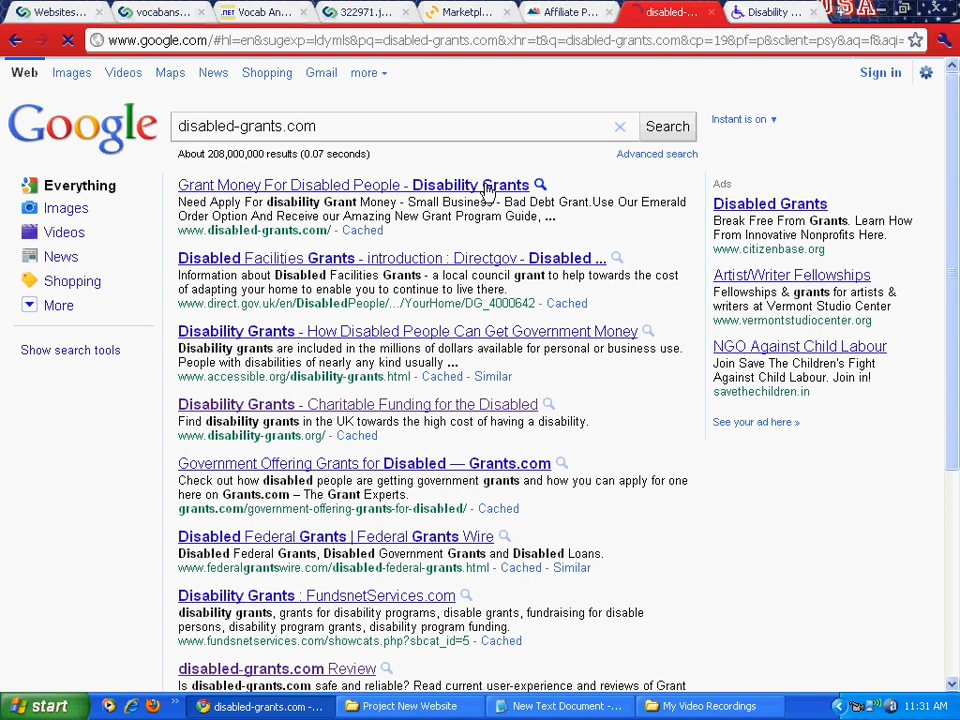 Websites...
vocabans...
.NET Vocab An...
322971.j...
Marketpl...
Affiliate P...
disabled-...
Disability ...
USA
www.google.com/#hl=en&sugexp=ldymls&pq=disabled-grants.com&xhr=t&q=disabled-grants.com&cp=19&pf=p&sclient=psy&aq=f&aqi=
Web Images Videos Maps News Shopping Gmail more
Sign in
Google
disabled-grants.com
Search
Instant is on ▼
About 208,000,000 results (0.07 seconds)
Advanced search
Everything
Images
Videos
News
Shopping
More
Show search tools
Grant Money For Disabled People - Disability Grants
Need Apply For disability Grant Money - Small Business - Bad Debt Grant.Use Our Emerald
Order Option And Receive our Amazing New Grant Program Guide, ...
www.disabled-grants.com/ - Cached
Disabled Facilities Grants - introduction : Directgov - Disabled ...
Information about Disabled Facilities Grants - a local council grant to help towards the cost
of adapting your home to enable you to continue to live there.
www.direct.gov.uk/en/DisabledPeople/.../YourHome/DG_4000642 - Cached
Disability Grants - How Disabled People Can Get Government Money
Disability grants are included in the millions of dollars available for personal or business use.
People with disabilities of nearly any kind usually ...
www.accessible.org/disability-grants.html - Cached - Similar
Disability Grants - Charitable Funding for the Disabled
Find disability grants in the UK towards the high cost of having a disability.
www.disability-grants.org/ - Cached
Government Offering Grants for Disabled — Grants.com
Check out how disabled people are getting government grants and how you can apply for one
here on Grants.com – The Grant Experts.
grants.com/government-offering-grants-for-disabled/ - Cached
Disabled Federal Grants | Federal Grants Wire
Disabled Federal Grants, Disabled Government Grants and Disabled Loans.
www.federalgrantswire.com/disabled-federal-grants.html - Cached - Similar
Disability Grants : FundsnetServices.com
disability grants, grants for disability programs, disable grants, fundraising for disable
persons, disability program grants, disability program funding.
www.fundsnetservices.com/showcats.php?sbcat_id=5 - Cached
disabled-grants.com Review
Is disabled-grants.com safe and reliable? Read current user-experience and reviews of Grant
Ads
Disabled Grants
Break Free From Grants. Learn How
From Innovative Nonprofits Here.
www.citizenbase.org
Artist/Writer Fellowships
Fellowships & grants for artists &
writers at Vermont Studio Center
www.vermontstudiocenter.org
NGO Against Child Labour
Join Save The Children's Fight
Against Child Labour. Join in!
savethechildren.in
See your ad here »
start
disabled-grants.com -...
Project New Website
New Text Document -...
My Video Recordings
11:31 AM